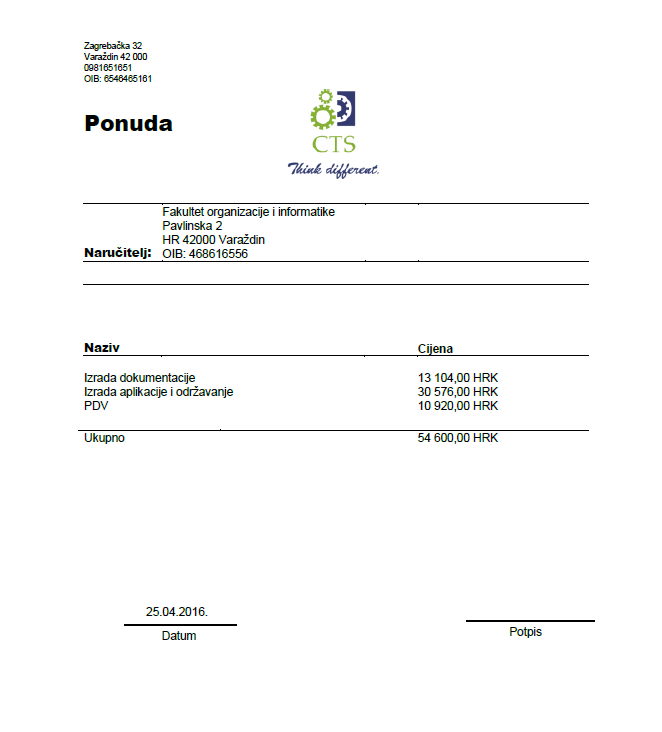 Zagrebačka 32
Varaždin 42 000
0981651651
OIB: 6546465161
Ponuda
CTS
Think different.
Fakultet organizacije i informatike
Pavlinska 2
HR 42000 Varaždin
Naručitelj: OIB: 468616556
Naziv Cijena
Izrada dokumentacije 13 104,00 HRK
Izrada aplikacije i održavanje 30 576,00 HRK
PDV 10 920,00 HRK
Ukupno 54 600,00 HRK
25.04.2016.
Datum Potpis